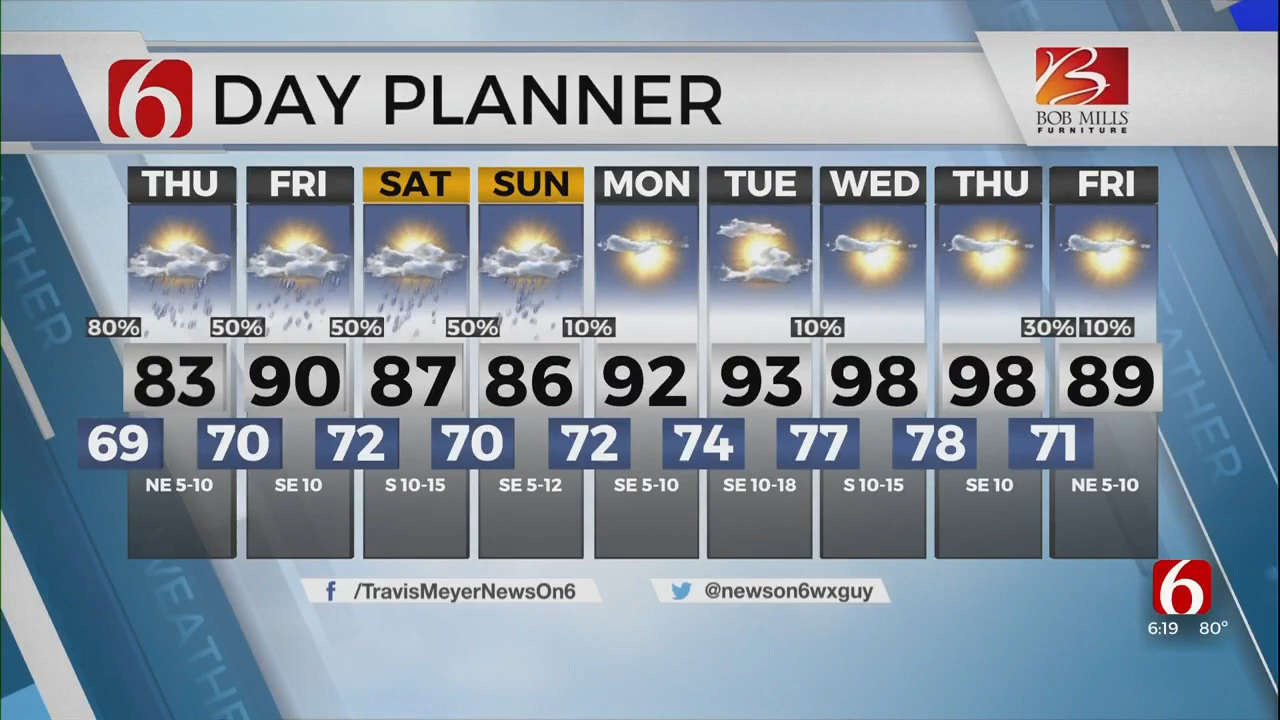 6 DAY PLANNER
BOB MILLS
FURNITURE
THU FRI SAT SUN MON TUE WED THU FRI
80% 50% 50% 50% 10% 10% 30% 10%
83 90 87 86 92 93 98 98 89
69 70 72 70 72 74 77 78 71
NE 5-10 SE 10 S 10-15 SE 5-12 SE 5-10 SE 10-18 S 10-15 SE 10 NE 5-10
f /TravisMeyerNewsOn6 @newson6wxguy
6
6:19 80°
ATHER
WEATHER
WEATHER